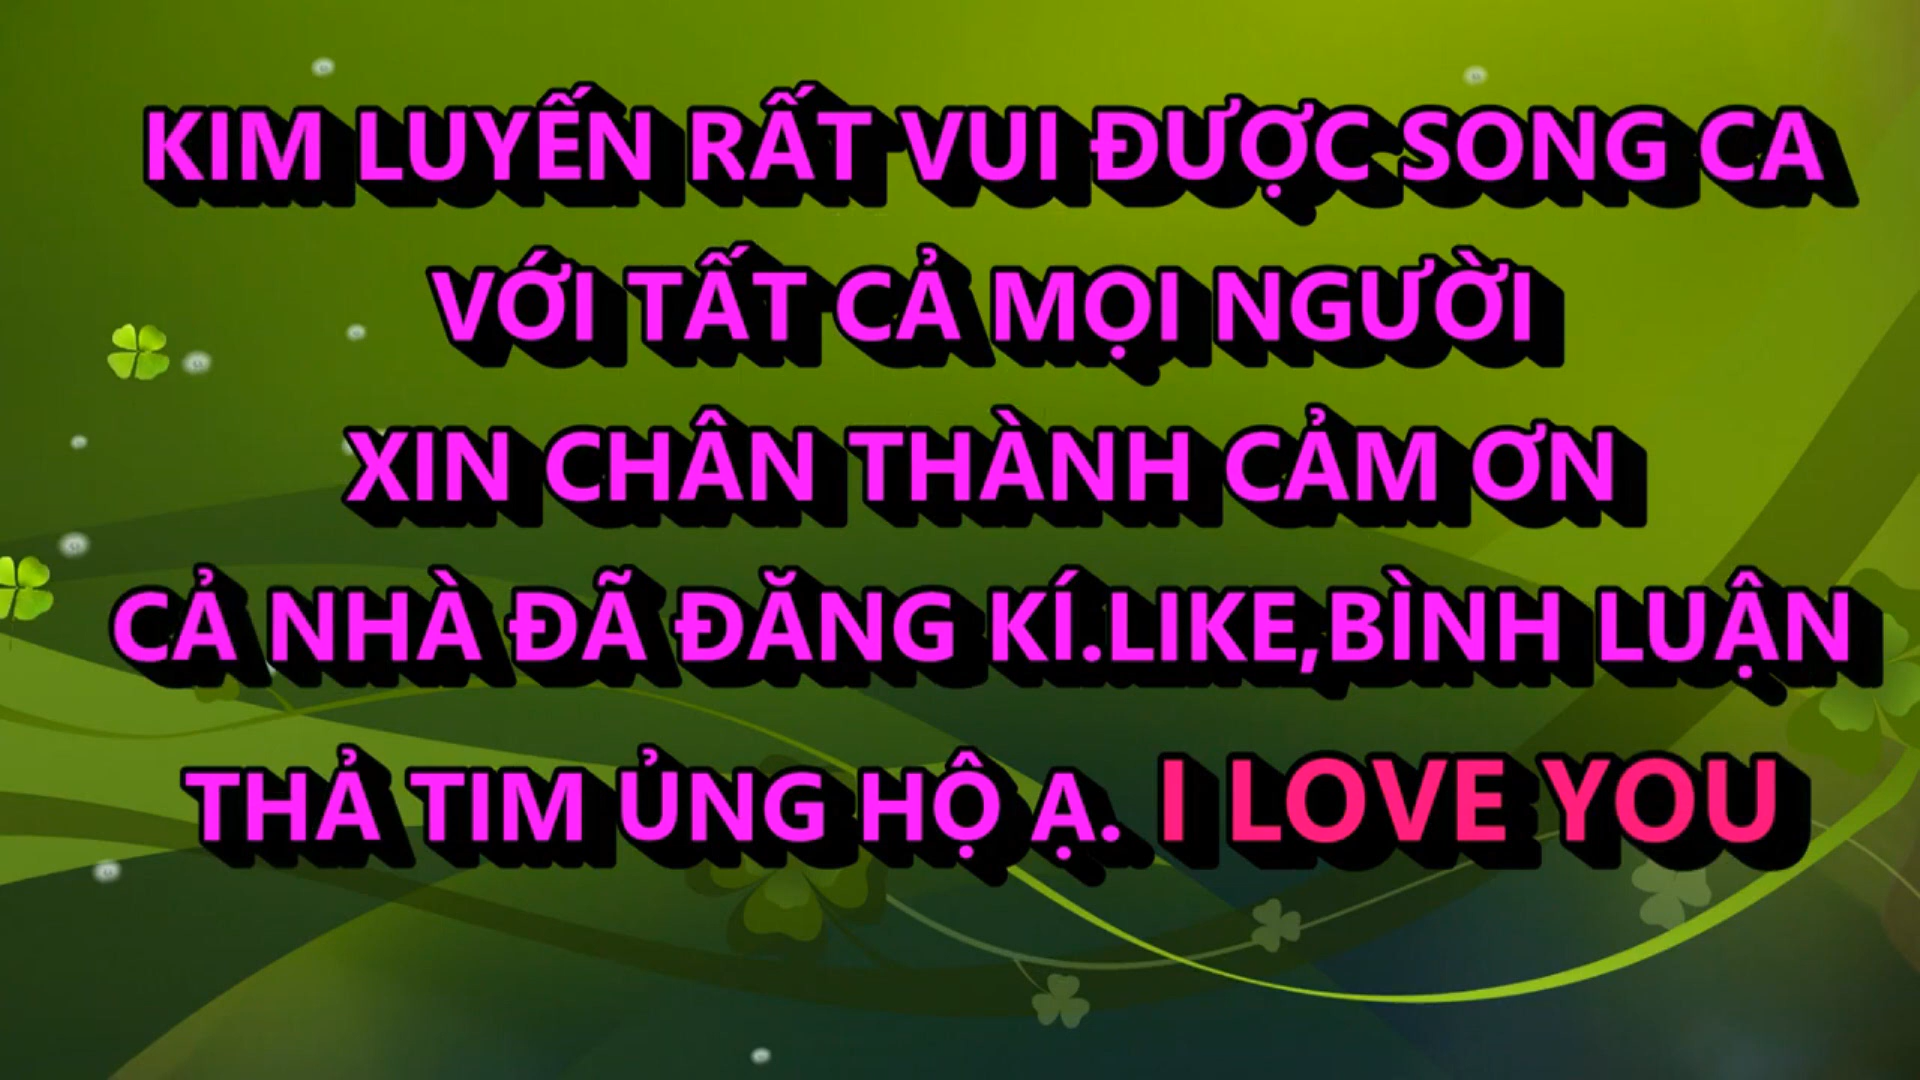 KIM LUYẾN RẤT VUI ĐƯỢC SONG CA
VỚI TẤT CẢ MỌI NGƯỜI
XIN CHÂN THÀNH CẢM ƠN
CẢ NHÀ ĐÃ ĐĂNG KÍ.LIKE,BÌNH LUẬN
THẢ TIM ỦNG HỘ Ạ. I LOVE YOU